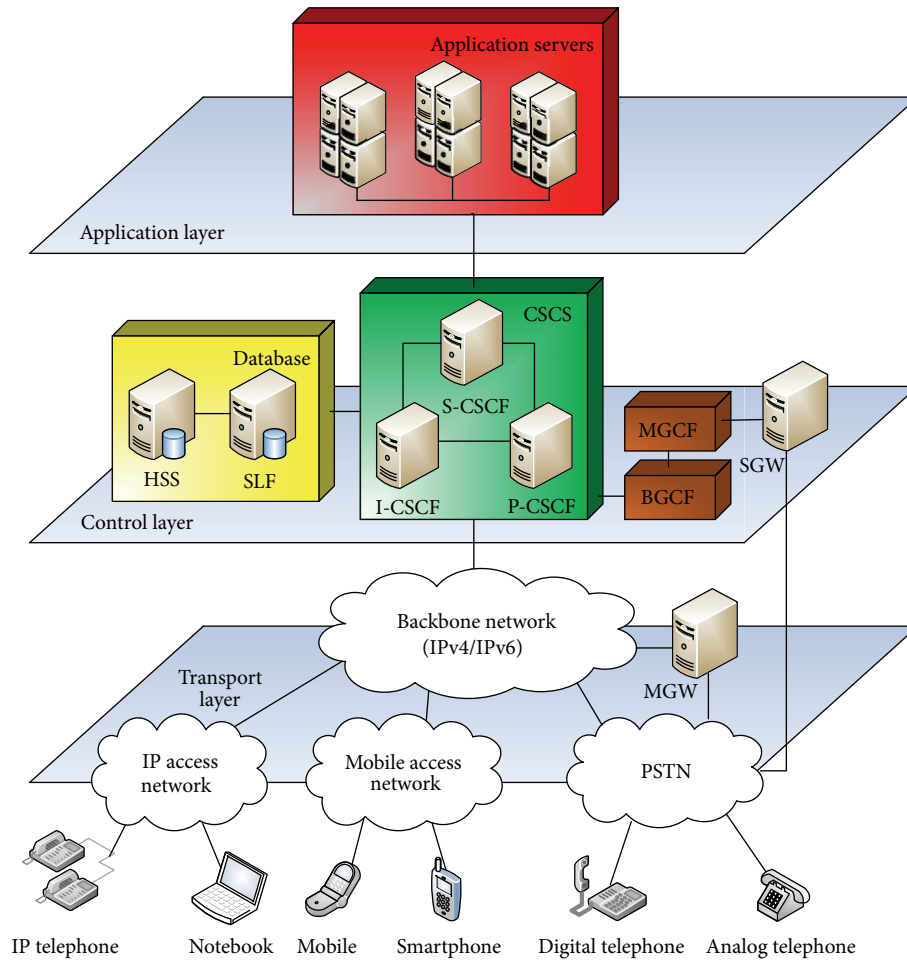 Application servers
Application layer
CSCS
Database
S-CSCF
HSS
SLF
I-CSCF
P-CSCF
MGCF
BGCF
SGW
Control layer
Backbone network
(IPv4/IPv6)
MGW
Transport
layer
IP access
network
Mobile access
network
PSTN
IP telephone
Notebook
Mobile
Smartphone
Digital telephone
Analog telephone